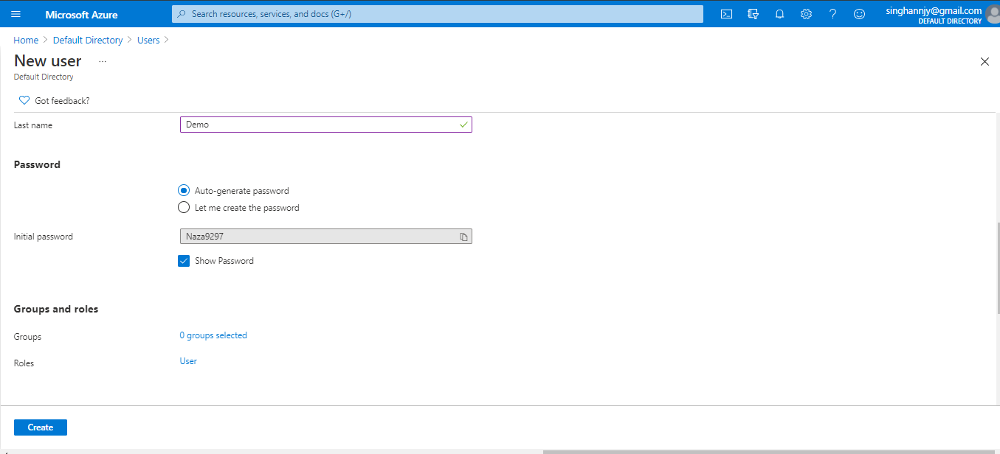 Microsoft Azure
Search resources, services, and docs (G+/)
singhannjy@gmail.com
DEFAULT DIRECTORY
Home > Default Directory > Users >
New user ...
Default Directory
Got feedback?
Last name
Demo
Password
Auto-generate password
Let me create the password
Initial password
Naza9297
Show Password
Groups and roles
Groups
0 groups selected
Roles
User
Create